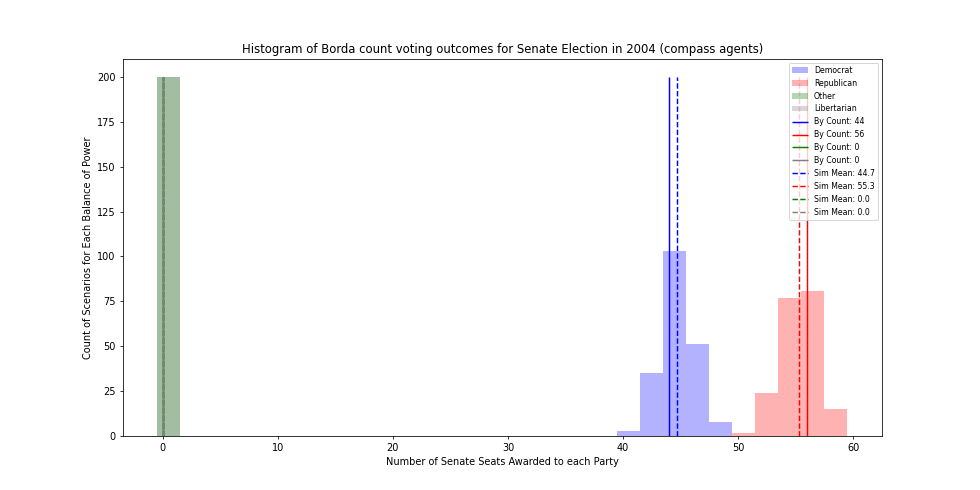 Histogram of Borda count voting outcomes for Senate Election in 2004 (compass agents)
Count of Scenarios for Each Balance of Power
200
175
150
125
100
75
50
25
0
0
10
20
30
40
50
60
Number of Senate Seats Awarded to each Party
Democrat
Republican
Other
Libertarian
By Count: 44
By Count: 56
By Count: 0
By Count: 0
Sim Mean: 44.7
Sim Mean: 55.3
Sim Mean: 0.0
Sim Mean: 0.0